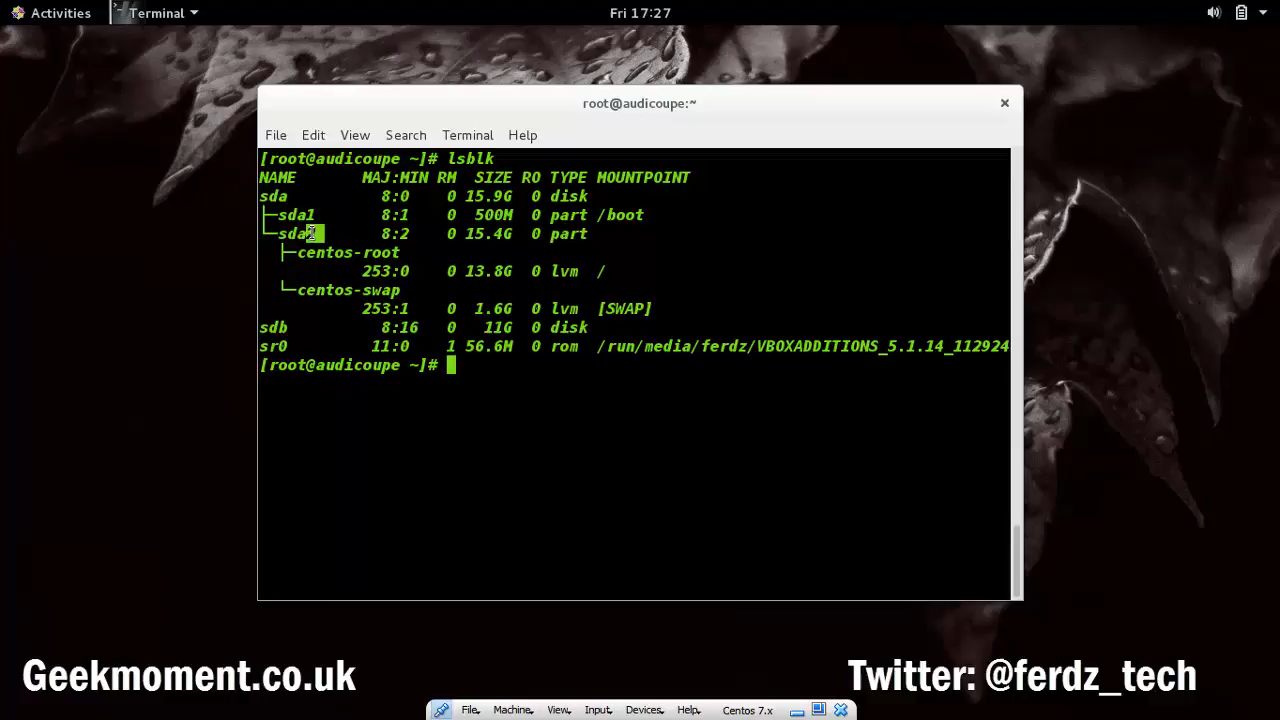 Activities Terminal Fri 17:27
root@audicoupe:~ ×
File Edit View Search Terminal Help
[root@audicoupe ~]# lsblk
NAME MAJ:MIN RM SIZE RO TYPE MOUNTPOINT
sda 8:0 0 15.9G 0 disk
├─sda1 8:1 0 500M 0 part /boot
└─sda 8:2 0 15.4G 0 part
├─centos-root
253:0 0 13.8G 0 lvm /
└─centos-swap
253:1 0 1.6G 0 lvm [SWAP]
sdb 8:16 0 11G 0 disk
sr0 11:0 1 56.6M 0 rom /run/media/ferdz/VBOXADDITIONS_5.1.14_112924
[root@audicoupe ~]#
Geekmoment.co.uk
Twitter: @ferdz_tech
File Machine View Input Devices Help Centos 7.x